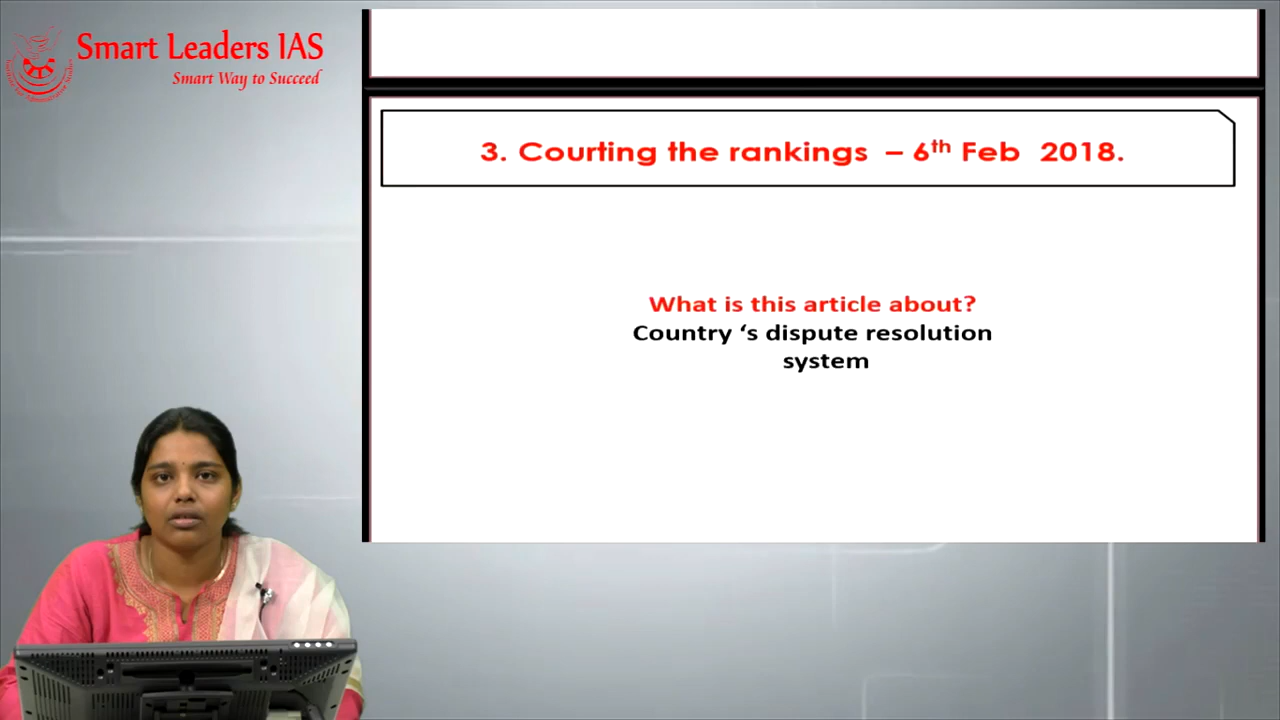 Smart Leaders IAS
Smart Way to Succeed
3. Courting the rankings – 6th Feb 2018.
What is this article about?
Country ‘s dispute resolution
system